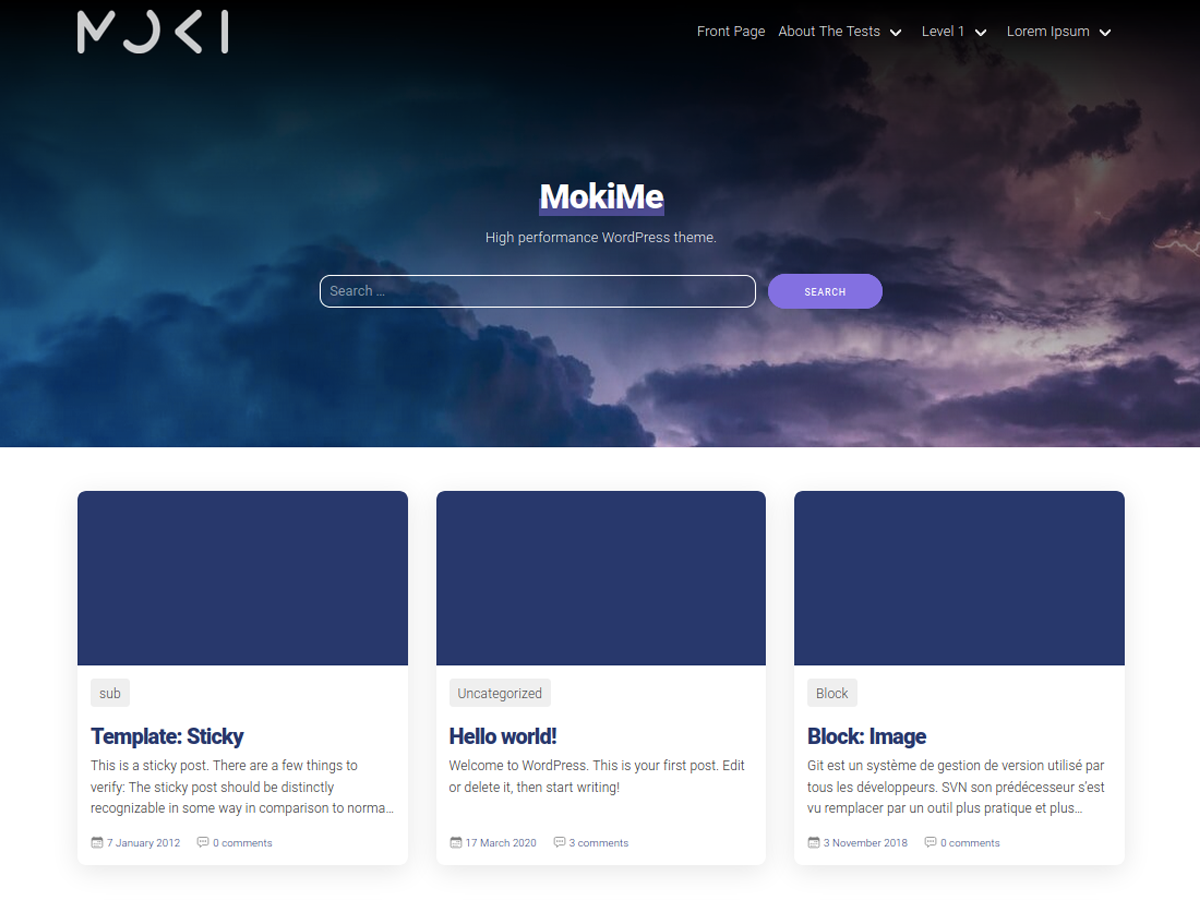 MOKI
Front Page About The Tests Level 1 Lorem Ipsum
MokiMe
High performance WordPress theme.
Search ...
SEARCH
sub
Template: Sticky
This is a sticky post. There are a few things to
verify: The sticky post should be distinctly
recognizable in some way in comparison to norma...
7 January 2012 0 comments
Uncategorized
Hello world!
Welcome to WordPress. This is your first post. Edit
or delete it, then start writing!
17 March 2020 3 comments
Block
Block: Image
Git est un système de gestion de version utilisé par
tous les développeurs. SVN son prédécesseur s'est
vu remplacer par un outil plus pratique et plus...
3 November 2018 0 comments